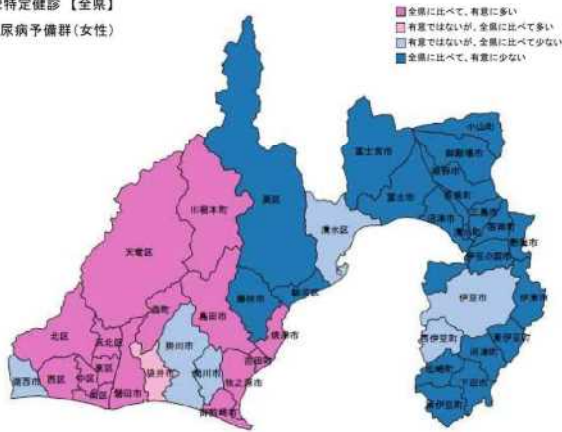 特定健診 【全県】
尿病予備群(女性)
全県に比べて、有意に多い
有意ではないが、全県に比べて多い
有意ではないが、全県に比べて少ない
全県に比べて、有意に少ない
小山町
富士宮市
御殿場市
裾野市
富士市
長泉町
三島市
沼津市
清水町
函南町
熱海市
伊豆の国市
葵区
川根本町
清水区
天竜区
伊豆市
伊東市
駿河区
藤枝市
森町
島田市
西伊豆町
東伊豆町
河津町
焼津市
北区
浜北区
掛川市
吉田町
松崎町
下田市
南伊豆町
湖西市
西区
中区
東区
南区
磐田市
袋井市
菊川市
牧之原市
御前崎市